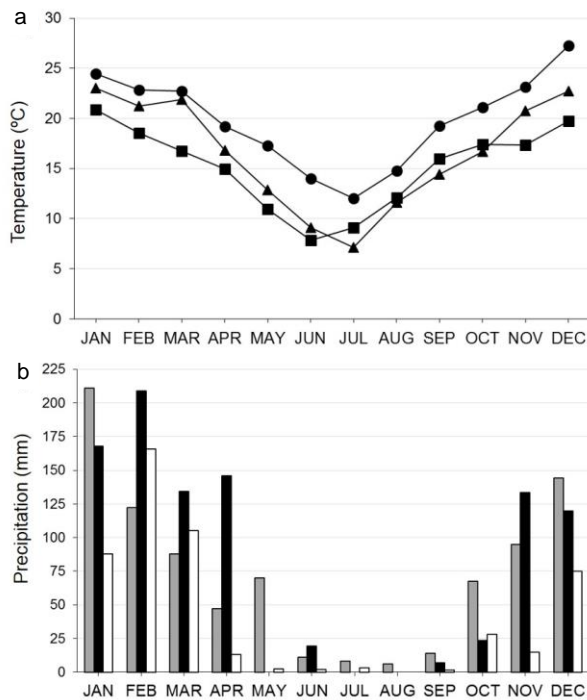 a
30
25
20
15
10
5
0
Temperature (ºC)
JAN FEB MAR APR MAY JUN JUL AUG SEP OCT NOV DEC
b
225
200
175
150
125
100
75
50
25
0
Precipitation (mm)
JAN FEB MAR APR MAY JUN JUL AUG SEP OCT NOV DEC